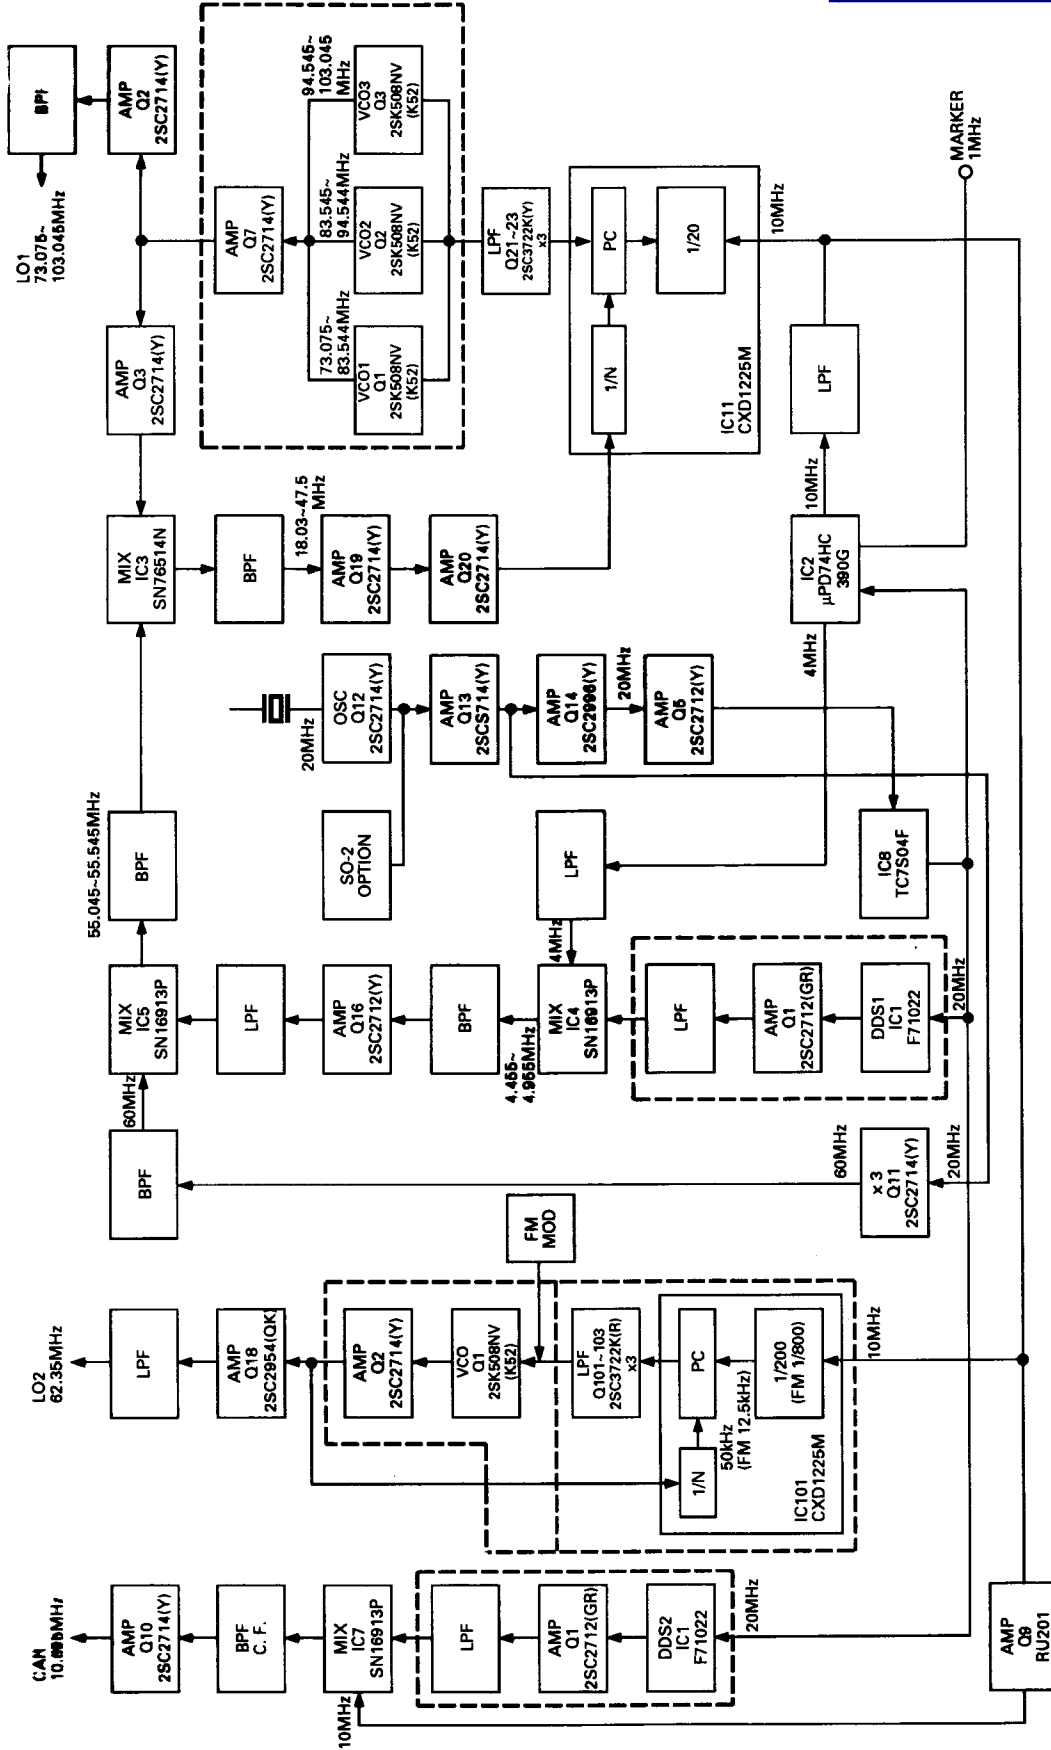 CAR
LO2
62.35MHz
LO1
73.075~
103.045MHz
BPF
AMP
Q2
2SC2714(Y)
AMP
Q3
2SC2714(Y)
MIX
IC3
SN76514N
BPF
55.045~55.545MHz
MIX
IC5
SN16913P
60MHz
BPF
LPF
AMP
Q10
2SC2714(Y)
AMP
Q7
2SC2714(Y)
94.545~
103.045
MHz
83.545~
94.544MHz
73.075~
83.544MHz
VCO3
Q3
2SK508NV
(K52)
VCO2
Q2
2SK508NV
(K52)
VCO1
Q1
2SK508NV
(K52)
BPF
18.03~47.5
MHz
LPF
AMP
Q18
2SC2954(QK)
BPF
C. F.
20MHz
AMP
Q19
2SC2714(Y)
OSC
Q12
2SC2714(Y)
SO-2
OPTION
AMP
Q16
2SC2712(Y)
AMP
Q2
2SC2714(Y)
MIX
IC7
SN16913P
10MHz
AMP
Q20
2SC2714(Y)
AMP
Q13
2SCS714(Y)
BPF
4.455~
4.955MHz
VCO
Q1
2SK508NV
(K52)
LPF
FM
MOD
LPF
Q21~23
2SC3722K(Y)
x3
AMP
Q14
2SC2996(Y)
20MHz
LPF
4MHz
MIX
IC4
SN16913P
LPF
Q101~103
2SC3722K(R)
x3
AMP
Q1
2SC2712(GR)
PC
1/N
1/20
IC11
CXD1225M
AMP
Q5
2SC2712(Y)
LPF
PC
1/N
50kHz
(FM 12.5kHz)
DDS2
IC1
F71022
20MHz
10MHz
AMP
Q1
2SC2712(GR)
1/200
(FM 1/800)
IC101
CXD1225M
LPF
10MHz
IC2
µPD74HC
390G
4MHz
IC8
TC7S04F
DDS1
IC1
F71022
20MHz
60MHz
x 3
Q11
2SC2714(Y)
20MHz
10MHz
MARKER
1MHz
AMP
Q9
RU201